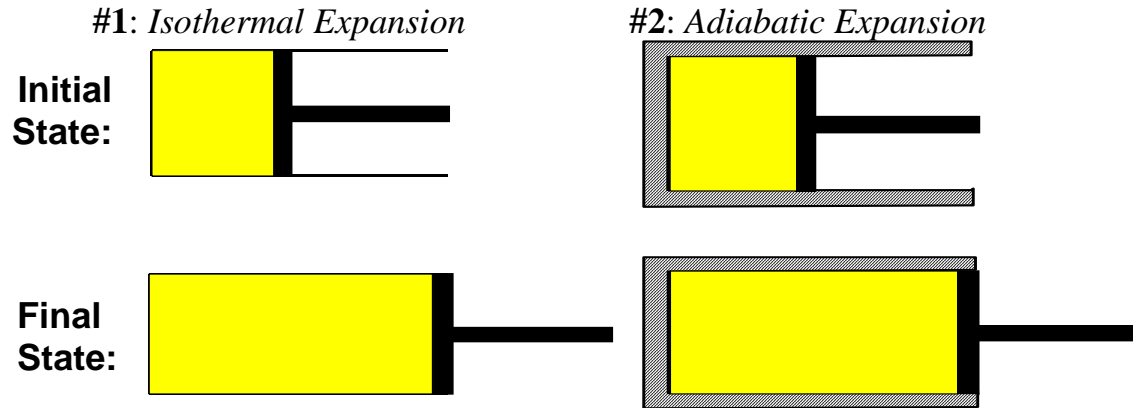 #1: Isothermal Expansion
#2: Adiabatic Expansion
Initial
State:
Final
State: